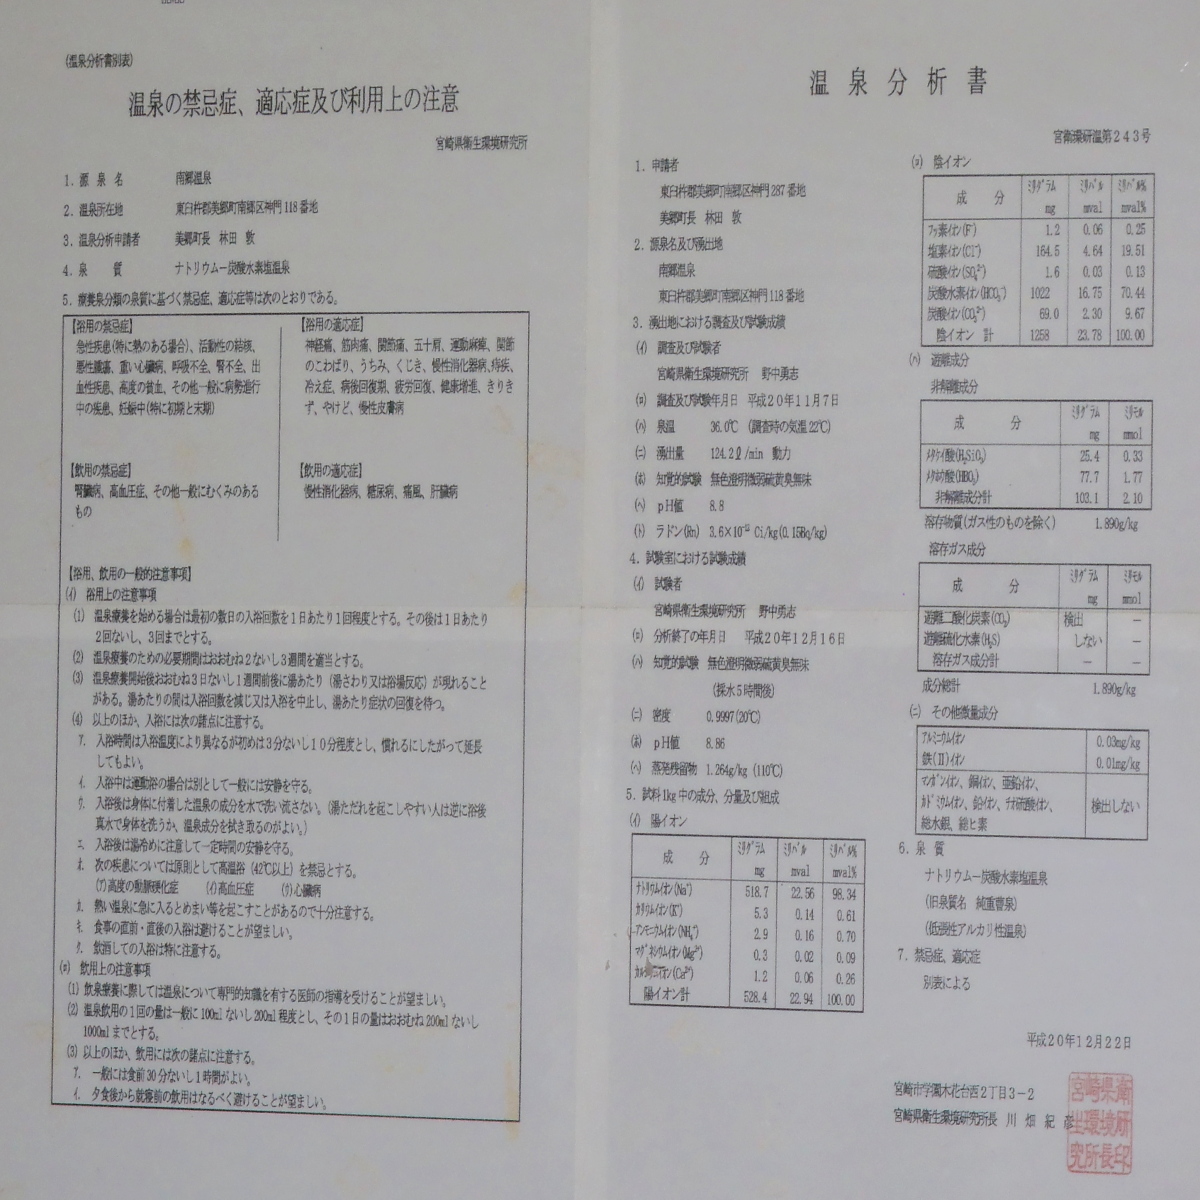 (温泉分析書別表)
温泉の禁忌症、適応症及び利用上の注意
宮崎県衛生環境研究所
1. 源 泉 名 南郷温泉
2. 温泉所在地 東臼杵郡美郷町南郷区神門118番地
3. 温泉分析申請者 美郷町長 林田 敦
4. 泉 質 ナトリウムー炭酸水素塩温泉
5. 療養泉分類の泉質に基づく禁忌症、適応症等は次のとおりである。
【浴用の禁忌症】
急性疾患(特に熱のある場合)、活動性の結核、
悪性腫瘍、重い心臓病、呼吸不全、腎不全、出
血性疾患、高度の貧血、その他一般に病勢進行
中の疾患、妊娠中(特に初期と末期)
【浴用の適応症】
神経痛、筋肉痛、関節痛、五十肩、運動麻痺、関節
のこわばり、うちみ、くじき、慢性消化器病、痔疾、
冷え症、病後回復期、疲労回復、健康増進、きりき
ず、やけど、慢性皮膚病
【飲用の禁忌症】
腎臓病、高血圧症、その他一般にむくみのある
もの
【飲用の適応症】
慢性消化器病、糖尿病、痛風、肝臓病
【浴用、飲用の一般的注意事項】
(イ) 浴用上の注意事項
(1) 温泉療養を始める場合は最初の数日の入浴回数を1日あたり1回程度とする。その後は1日あたり
2回ないし、3回までとする。
(2) 温泉療養のための必要期間はおおむね2ないし3週間を適当とする。
(3) 温泉療養開始後おおむね3日ないし1週間前後に湯あたり(湯さわり又は浴場反応)が現れること
がある。湯あたりの間は入浴回数を減じ又は入浴を中止し、湯あたり症状の回復を待つ。
(4) 以上のほか、入浴には次の諸点に注意する。
ア. 入浴時間は入浴温度により異なるが初めは3分ないし10分程度とし、慣れるにしたがって延長
してもよい。
イ. 入浴中は運動浴の場合は別として一般には安静を守る。
ウ. 入浴後は身体に付着した温泉の成分を水で洗い流さない。(湯ただれを起こしやすい人は逆に浴後
真水で身体を洗うか、温泉成分を拭き取るのがよい。)
エ. 入浴後は湯冷めに注意して一定時間の安静を守る。
オ. 次の疾患については原則として高温浴(42℃以上)を禁忌とする。
(ア)高度の動脈硬化症 (イ)高血圧症 (ウ)心臓病
カ. 熱い温泉に急に入るとめまい等を起こすことがあるので十分注意する。
キ. 食事の直前・直後の入浴は避けることが望ましい。
ク. 飲酒しての入浴は特に注意する。
(ロ) 飲用上の注意事項
(1) 飲泉療養に際しては温泉について専門的知識を有する医師の指導を受けることが望ましい。
(2) 温泉飲用の1回の量は一般に100mlないし200ml程度とし、その1日の量はおおむね200mlないし
1000mlまでとする。
(3) 以上のほか、飲用には次の諸点に注意する。
ア. 一般には食前30分ないし1時間がよい。
イ. 夕食後から就寝前の飲用はなるべく避けることが望ましい。
温 泉 分 析 書
宮衛環研温第243号
1. 申請者
東臼杵郡美郷町南郷区神門287番地
美郷町長 林田 敦
2. 源泉名及び湧出地
南郷温泉
東臼杵郡美郷町南郷区神門118番地
3. 湧出地における調査及び試験成績
(イ) 調査及び試験者
宮崎県衛生環境研究所 野中勇志
(ロ) 調査及び試験年月日 平成20年11月7日
(ハ) 泉温 36.0℃ (調査時の気温22℃)
(ニ) 湧出量 124.2ℓ/min 動力
(ホ) 知覚的試験 無色澄明微弱硫黄臭無味
(ヘ) pH値 8.8
(ト) ラドン(Rn) 3.6×10⁻¹² Ci/kg(0.15Bq/kg)
4. 試験室における試験成績
(イ) 試験者
宮崎県衛生環境研究所 野中勇志
(ロ) 分析終了の年月日 平成20年12月16日
(ハ) 知覚的試験 無色澄明微弱硫黄臭無味
(採水5時間後)
(ニ) 密度 0.9997(20℃)
(ホ) pH値 8.86
(ヘ) 蒸発残留物 1.264g/kg (110℃)
5. 試料1kg中の成分、分量及び組成
(イ) 陽イオン
成 分 ミリグラム mg ミリバル mval ミリバル% mval%
ナトリウムイオン(Na⁺) 518.7 22.56 98.34
カリウムイオン(K⁺) 5.3 0.14 0.61
アンモニウムイオン(NH₄⁺) 2.9 0.16 0.70
マグネシウムイオン(Mg²⁺) 0.3 0.02 0.09
カル ムイオン(Ca²⁺) 1.2 0.06 0.26
陽イオン計 528.4 22.94 100.00
(ロ) 陰イオン
成 分 ミリグラム mg ミリバル mval ミリバル% mval%
フッ素イオン(F⁻) 1.2 0.06 0.25
塩素イオン(Cl⁻) 164.5 4.64 19.51
硫酸イオン(SO₄²⁻) 1.6 0.03 0.13
炭酸水素イオン(HCO₃⁻) 1022 16.75 70.44
炭酸イオン(CO₃²⁻) 69.0 2.30 9.67
陰イオン 計 1258 23.78 100.00
(ハ) 遊離成分
非解離成分
成 分 ミリグラム mg ミリモル mmol
メタケイ酸(H₂SiO₃) 25.4 0.33
メタホウ酸(HBO₂) 77.7 1.77
非解離成分計 103.1 2.10
溶存物質(ガス性のものを除く) 1.890g/kg
溶存ガス成分
成 分 ミリグラム mg ミリモル mmol
遊離二酸化炭素(CO₂) 検出 —
遊離硫化水素(H₂S) しない —
溶存ガス成分計 — —
成分総計 1.890g/kg
(ニ) その他微量成分
アルミニウムイオン 0.03mg/kg
鉄(Ⅱ)イオン 0.01mg/kg
マンガンイオン、銅イオン、亜鉛イオン、
カドミウムイオン、鉛イオン、チオ硫酸イオン、 検出しない
総水銀、総ヒ素
6. 泉 質
ナトリウムー炭酸水素塩温泉
(旧泉質名 純重曹泉)
(低張性アルカリ性温泉)
7. 禁忌症、適応症
別表による
平成20年12月22日
宮崎市学園木花台西2丁目3-2
宮崎県衛生環境研究所長 川 畑 紀 彦
宮崎県衛
生環境研
究所長印